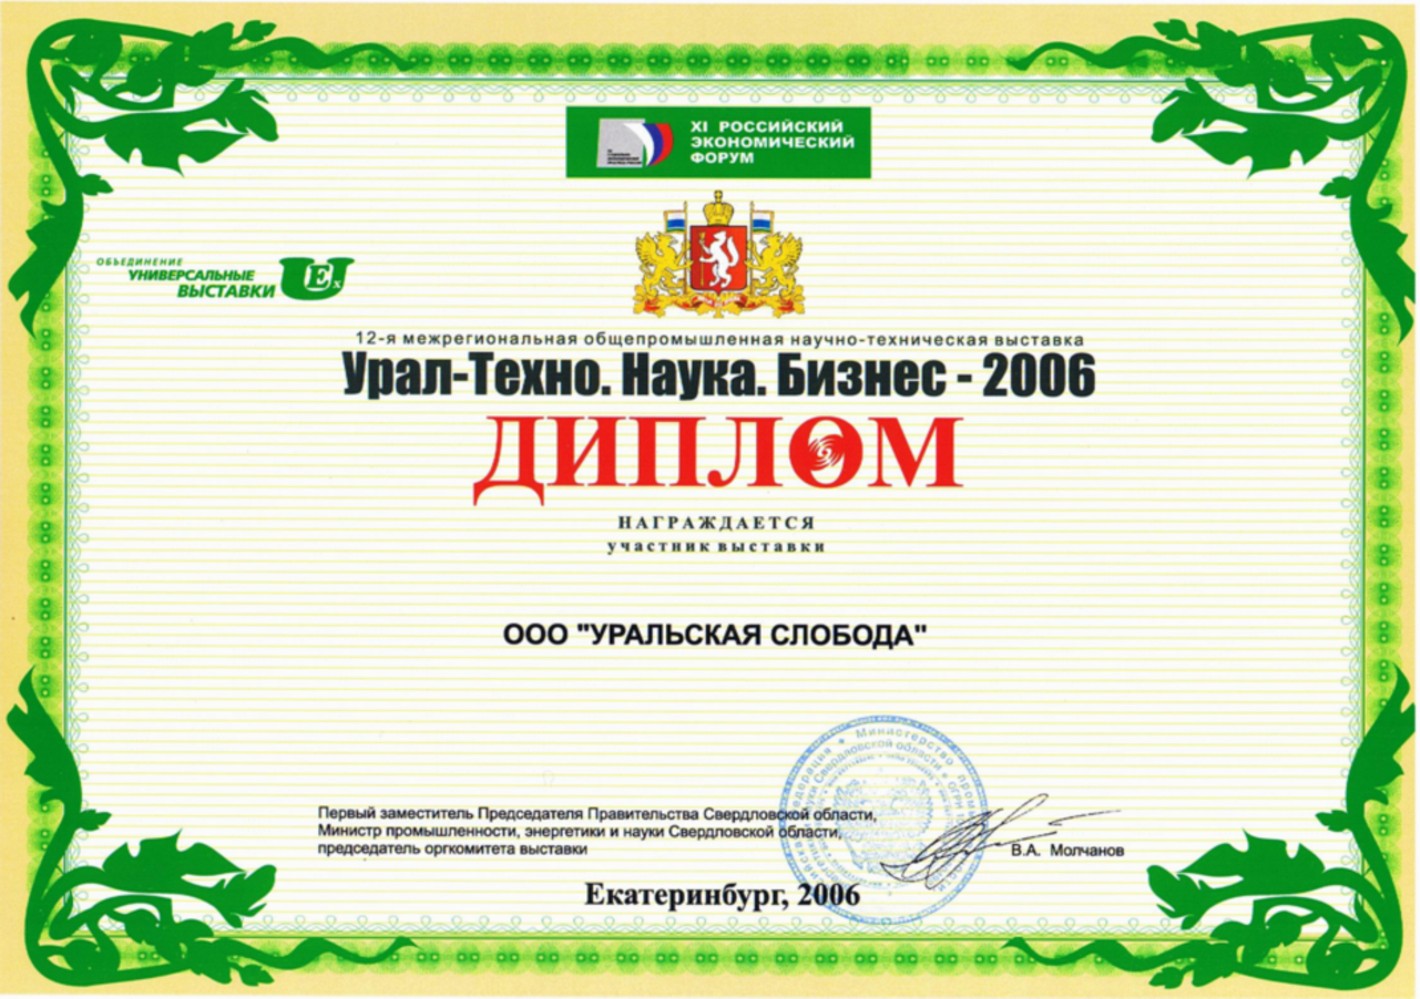 XI РОССИЙСКИЙ
ЭКОНОМИЧЕСКИЙ
ФОРУМ
ОБЪЕДИНЕНИЕ
УНИВЕРСАЛЬНЫЕ
ВЫСТАВКИ
UEx
12-я межрегиональная общепромышленная научно-техническая выставка
Урал-Техно. Наука. Бизнес - 2006
ДИПЛОМ
НАГРАЖДАЕТСЯ
участник выставки
ООО "УРАЛЬСКАЯ СЛОБОДА"
Министерство
науки Свердловской области
Первый заместитель Председателя Правительства Свердловской области,
Министр промышленности, энергетики и науки Свердловской области,
председатель оргкомитета выставки
В.А. Молчанов
Екатеринбург, 2006